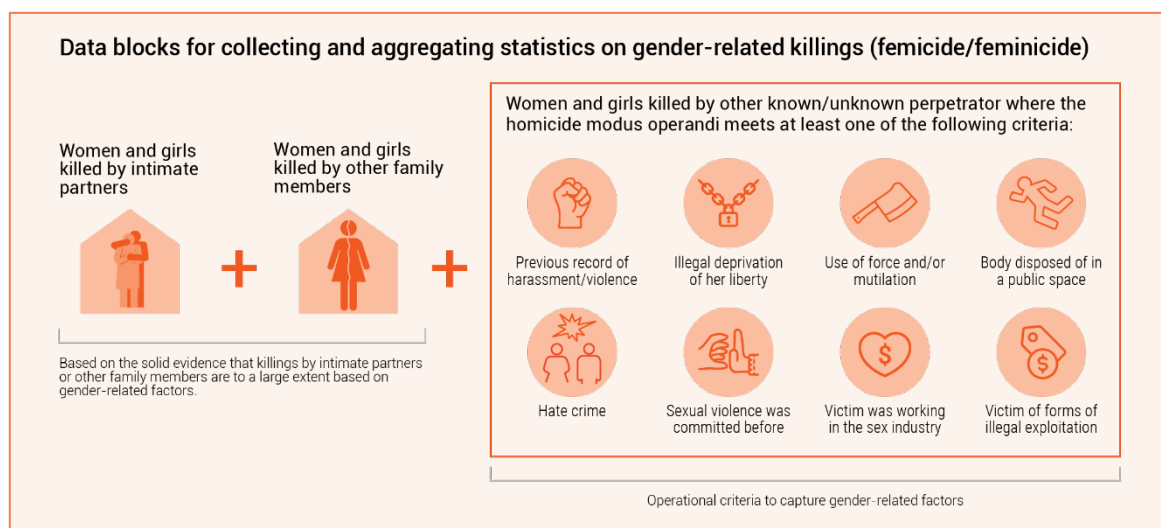 Data blocks for collecting and aggregating statistics on gender-related killings (femicide/feminicide)
Women and girls
killed by intimate
partners
+
Women and girls
killed by other family
members
+
Based on the solid evidence that killings by intimate partners
or other family members are to a large extent based on
gender-related factors.
Women and girls killed by other known/unknown perpetrator where the
homicide modus operandi meets at least one of the following criteria:
Previous record of
harassment/violence
Illegal deprivation
of her liberty
Use of force and/or
mutilation
Body disposed of in
a public space
Hate crime
Sexual violence was
committed before
$
Victim was working
in the sex industry
$
Victim of forms of
illegal exploitation
Operational criteria to capture gender-related factors